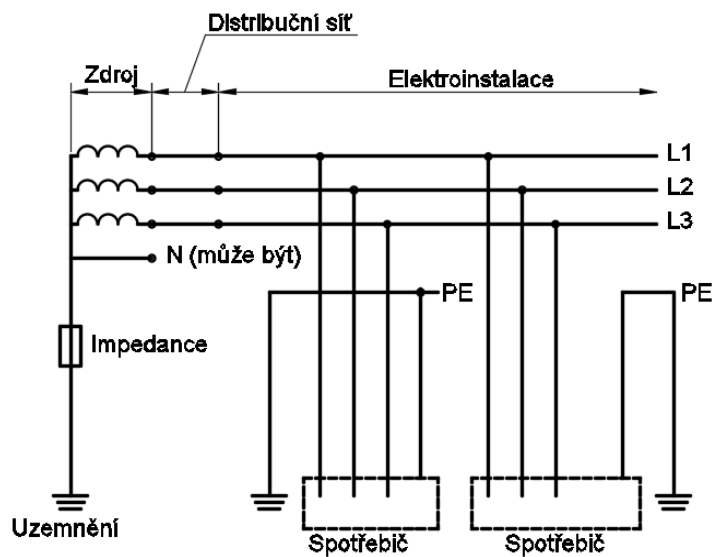 Distribuční síť
Zdroj
Elektroinstalace
L1
L2
L3
N (může být)
PE
PE
Impedance
Uzemnění
Spotřebič
Spotřebič